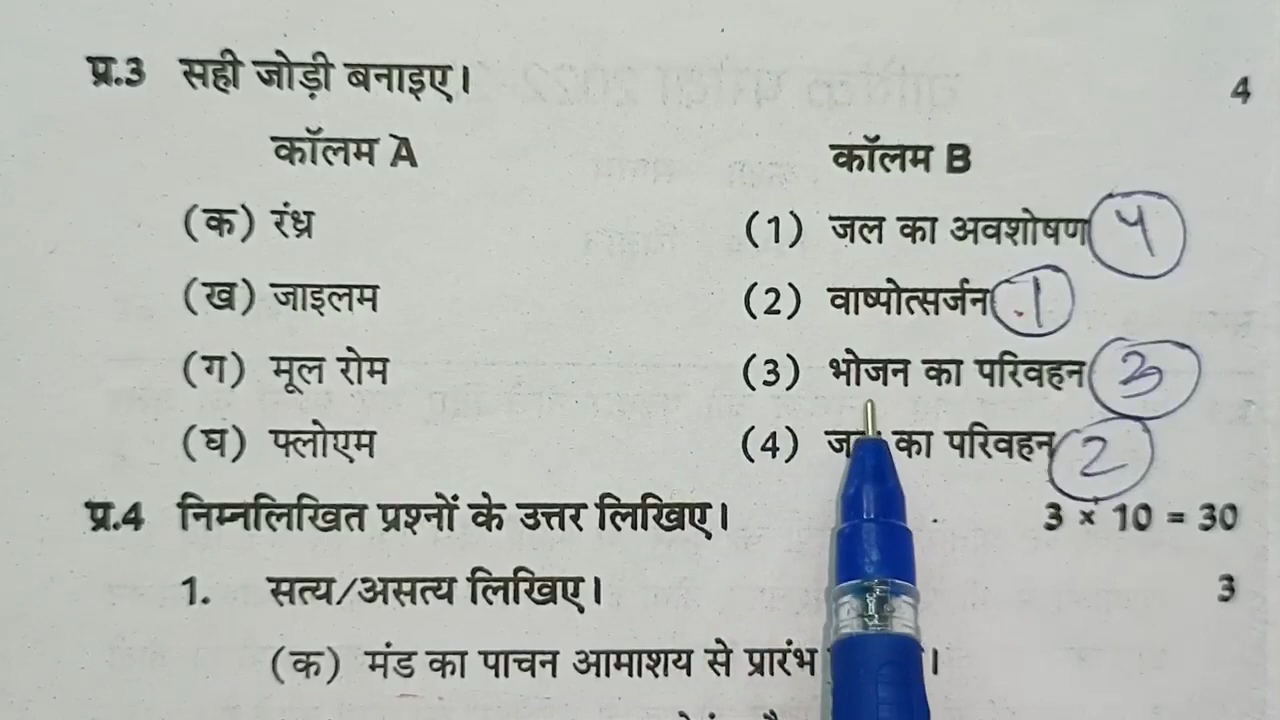 प्र.3 सही जोड़ी बनाइए। 4
कॉलम A कॉलम B
(क) रंध्र (1) जल का अवशोषण 4
(ख) जाइलम (2) वाष्पोत्सर्जन 1
(ग) मूल रोम (3) भोजन का परिवहन 3
(घ) फ्लोएम (4) का परिवहन 2
प्र.4 निम्नलिखित प्रश्नों के उत्तर लिखिए। 3 × 10 = 30
1. सत्य/असत्य लिखिए। 3
(क) मंड का पाचन आमाशय से प्रारंभ ।